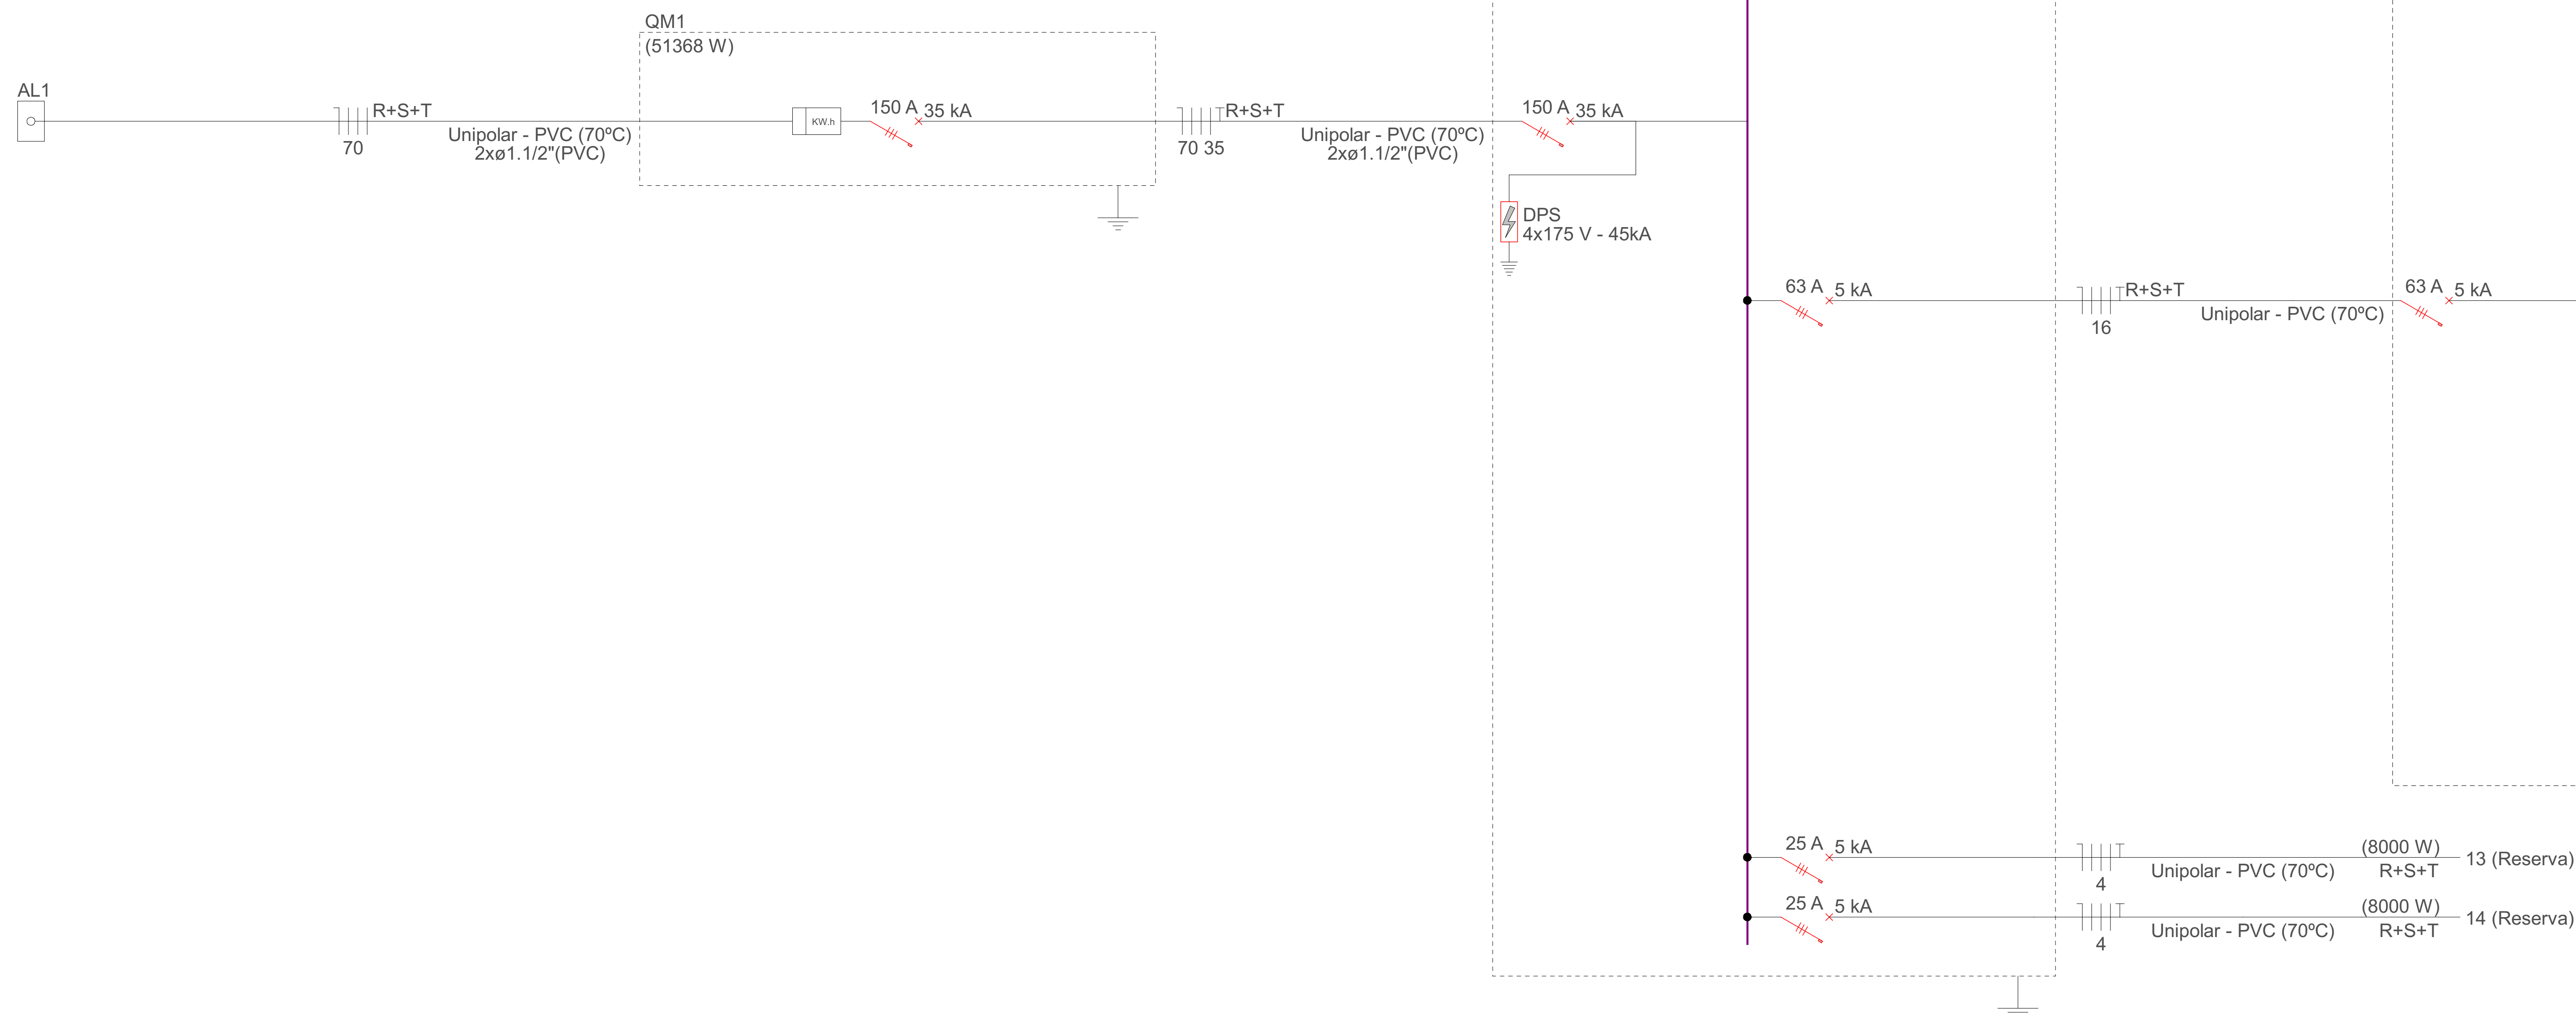 QM1
(51368 W)
AL1
R+S+T
70
Unipolar - PVC (70ºC)
2xø1.1/2"(PVC)
KW.h
150 A
35 kA
R+S+T
70 35
Unipolar - PVC (70ºC)
2xø1.1/2"(PVC)
150 A
35 kA
DPS
4x175 V - 45kA
63 A
5 kA
R+S+T
16
Unipolar - PVC (70ºC)
63 A
5 kA
25 A
5 kA
4
Unipolar - PVC (70ºC)
(8000 W)
R+S+T
13 (Reserva)
25 A
5 kA
4
Unipolar - PVC (70ºC)
(8000 W)
R+S+T
14 (Reserva)